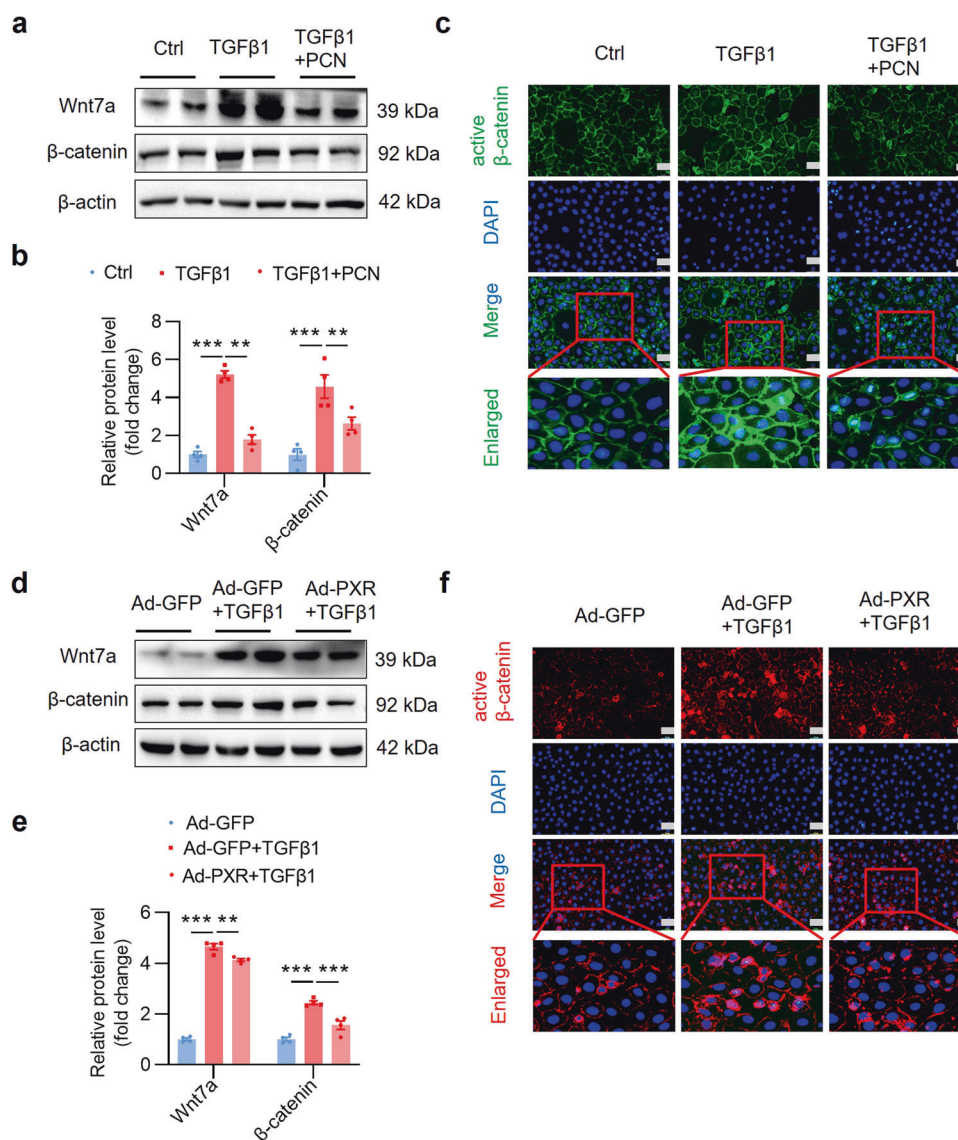 a
Ctrl TGFβ1 TGFβ1
+PCN
Wnt7a 39 kDa
β-catenin 92 kDa
β-actin 42 kDa
b
Ctrl TGFβ1 TGFβ1+PCN
Relative protein level
(fold change)
8
6
4
2
0
*** ** *** **
Wnt7a
β-catenin
c
Ctrl TGFβ1 TGFβ1
+PCN
active
β-catenin
DAPI
Merge
Enlarged
d
Ad-GFP Ad-GFP
+TGFβ1 Ad-PXR
+TGFβ1
Wnt7a 39 kDa
β-catenin 92 kDa
β-actin 42 kDa
e
Ad-GFP
Ad-GFP+TGFβ1
Ad-PXR+TGFβ1
Relative protein level
(fold change)
6
4
2
0
*** ** *** ***
Wnt7a
β-catenin
f
Ad-GFP Ad-GFP
+TGFβ1 Ad-PXR
+TGFβ1
active
β-catenin
DAPI
Merge
Enlarged